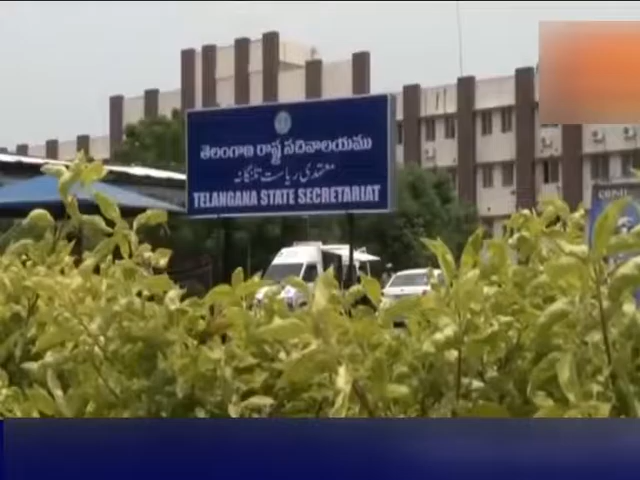 తెలంగాణ రాష్ట్ర సచివాలయము
معتمدی ریاست تلنگانہ
TELANGANA STATE SECRETARIAT